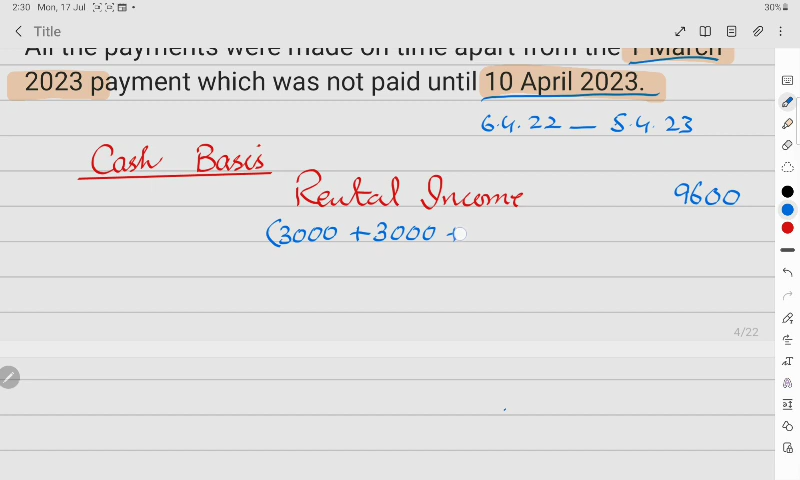 2:30 Mon, 17 Jul
30%
Title
All the payments were made on time apart from the 1 March
2023 payment which was not paid until 10 April 2023.
6.4.22 — 5.4.23
Cash Basis
Rental Income 9600
(3000 + 3000 +
4/22